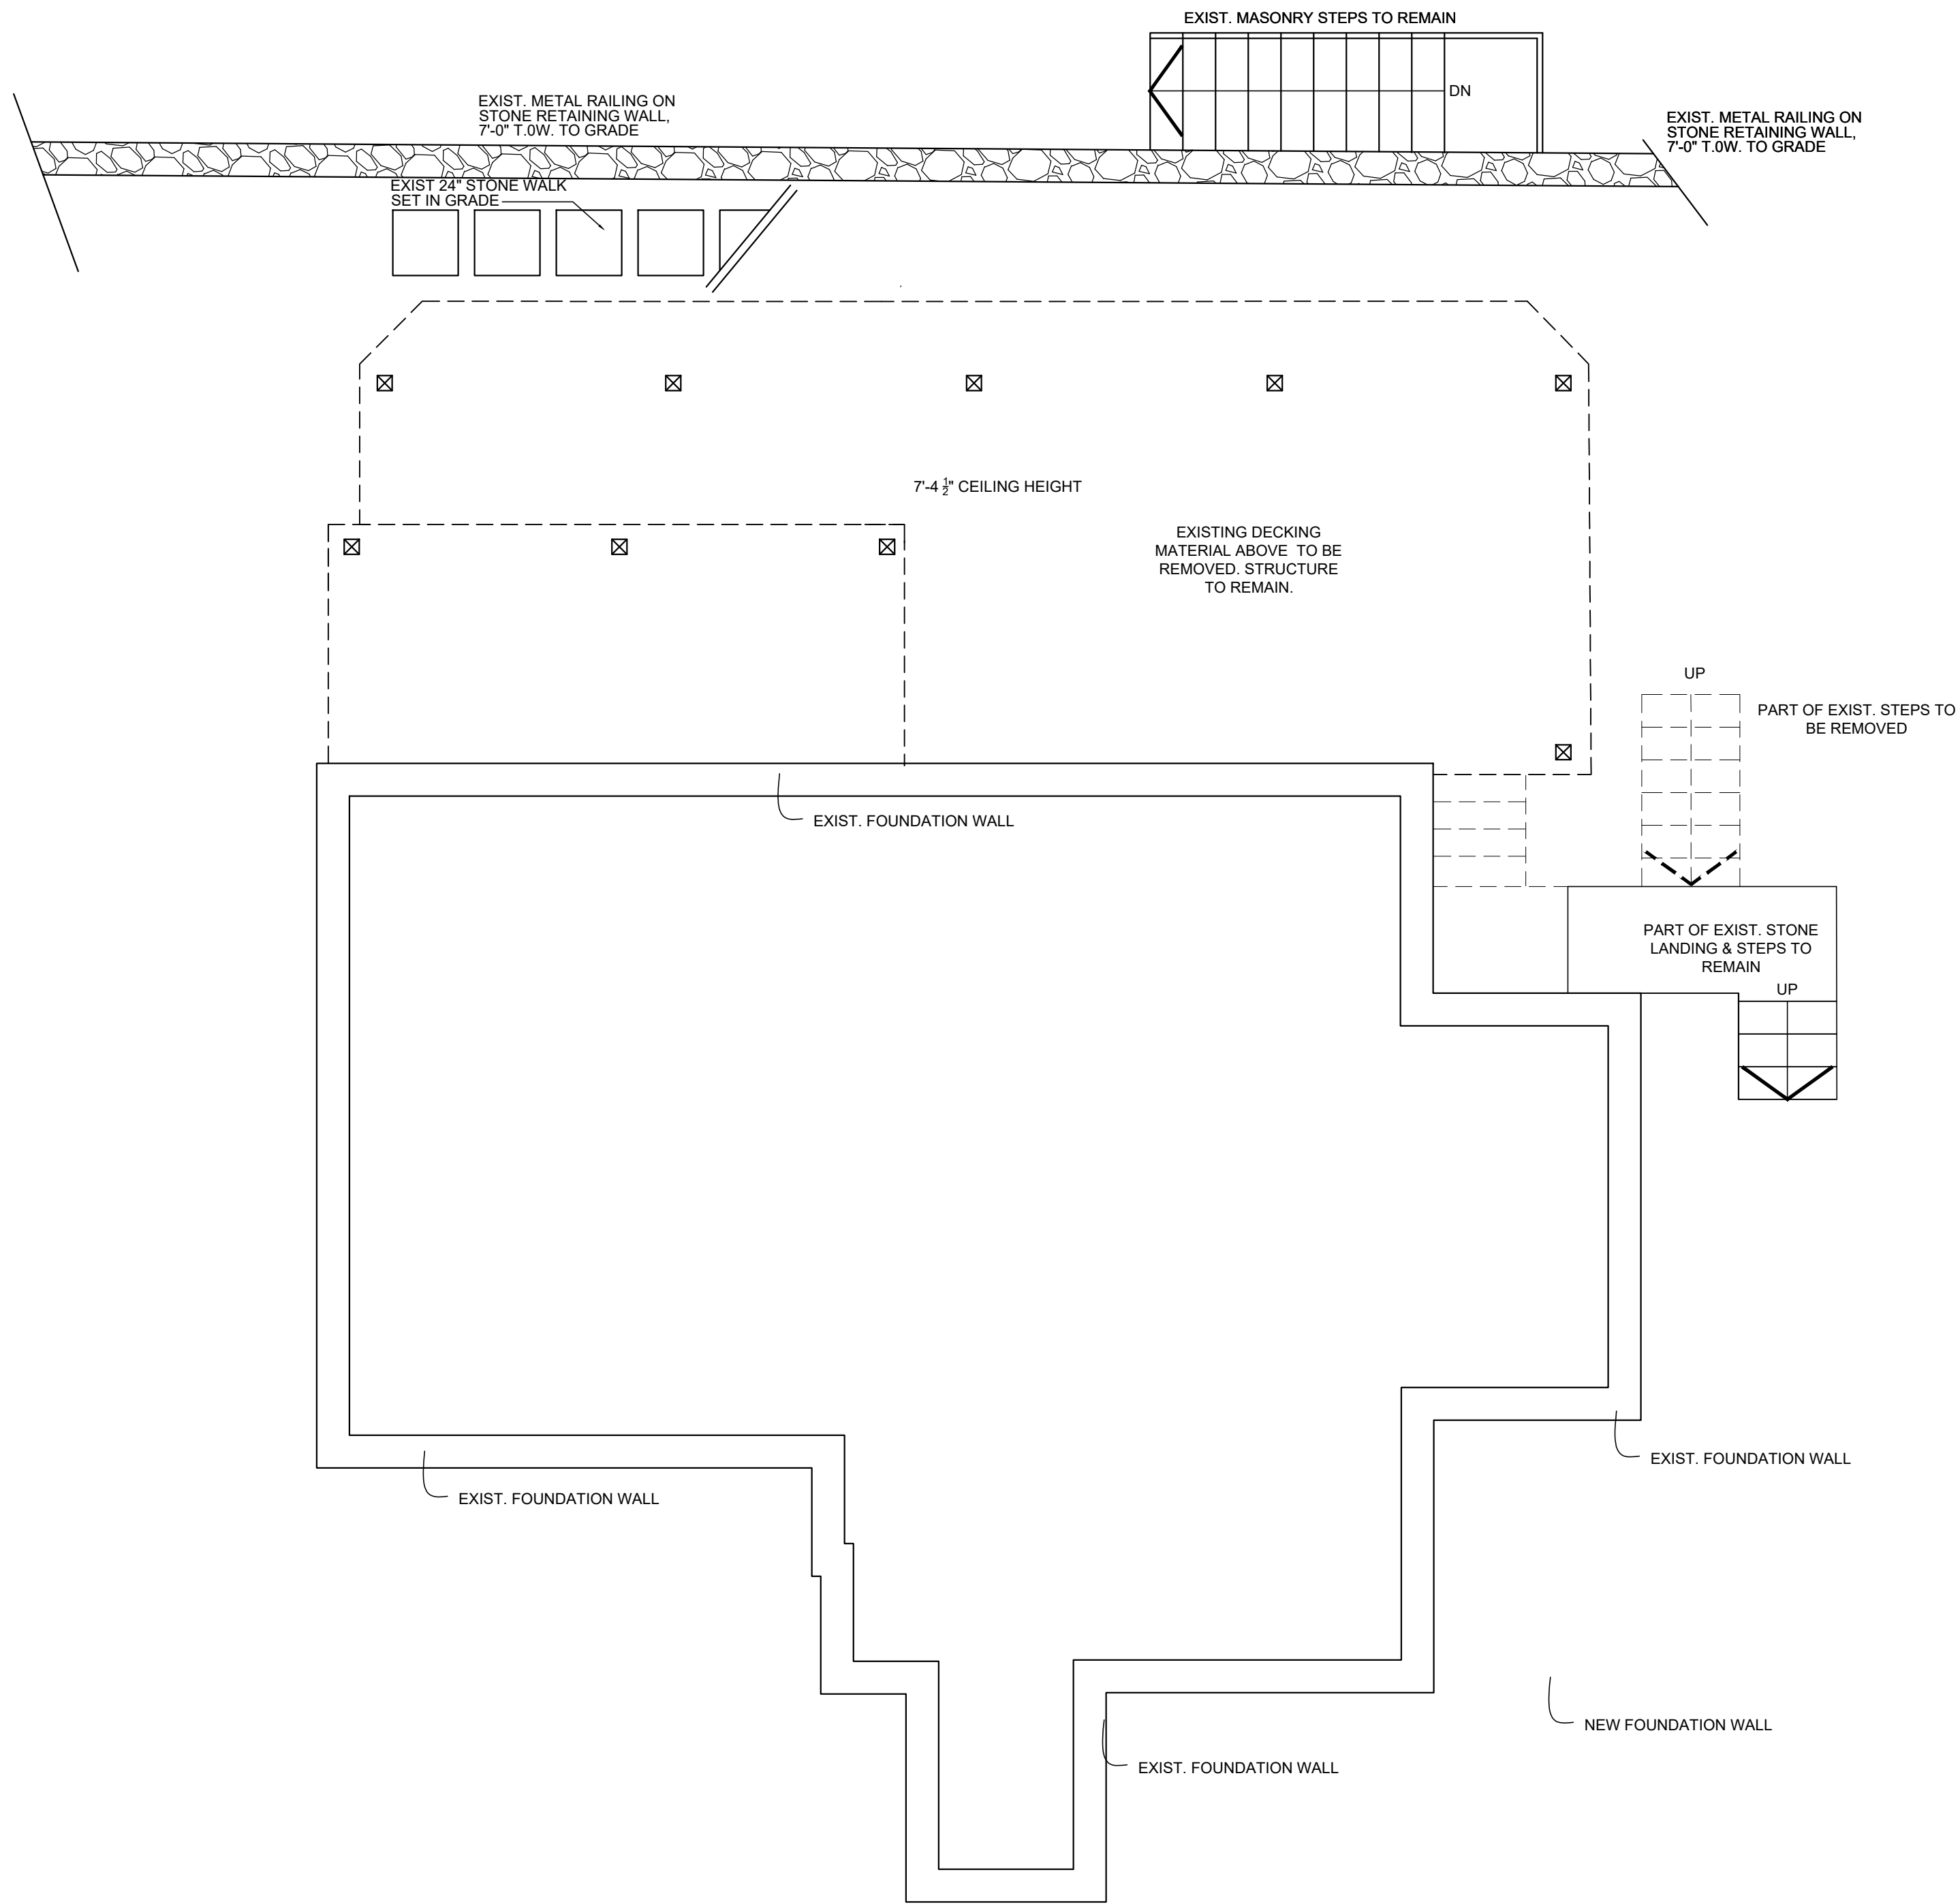 EXIST. MASONRY STEPS TO REMAIN
DN
EXIST. METAL RAILING ON
STONE RETAINING WALL,
7'-0" T.0W. TO GRADE
EXIST. METAL RAILING ON
STONE RETAINING WALL,
7'-0" T.0W. TO GRADE
EXIST 24" STONE WALK
SET IN GRADE
7'-4 1/2" CEILING HEIGHT
EXISTING DECKING
MATERIAL ABOVE TO BE
REMOVED. STRUCTURE
TO REMAIN.
UP
PART OF EXIST. STEPS TO
BE REMOVED
EXIST. FOUNDATION WALL
PART OF EXIST. STONE
LANDING & STEPS TO
REMAIN
UP
EXIST. FOUNDATION WALL
EXIST. FOUNDATION WALL
NEW FOUNDATION WALL
EXIST. FOUNDATION WALL